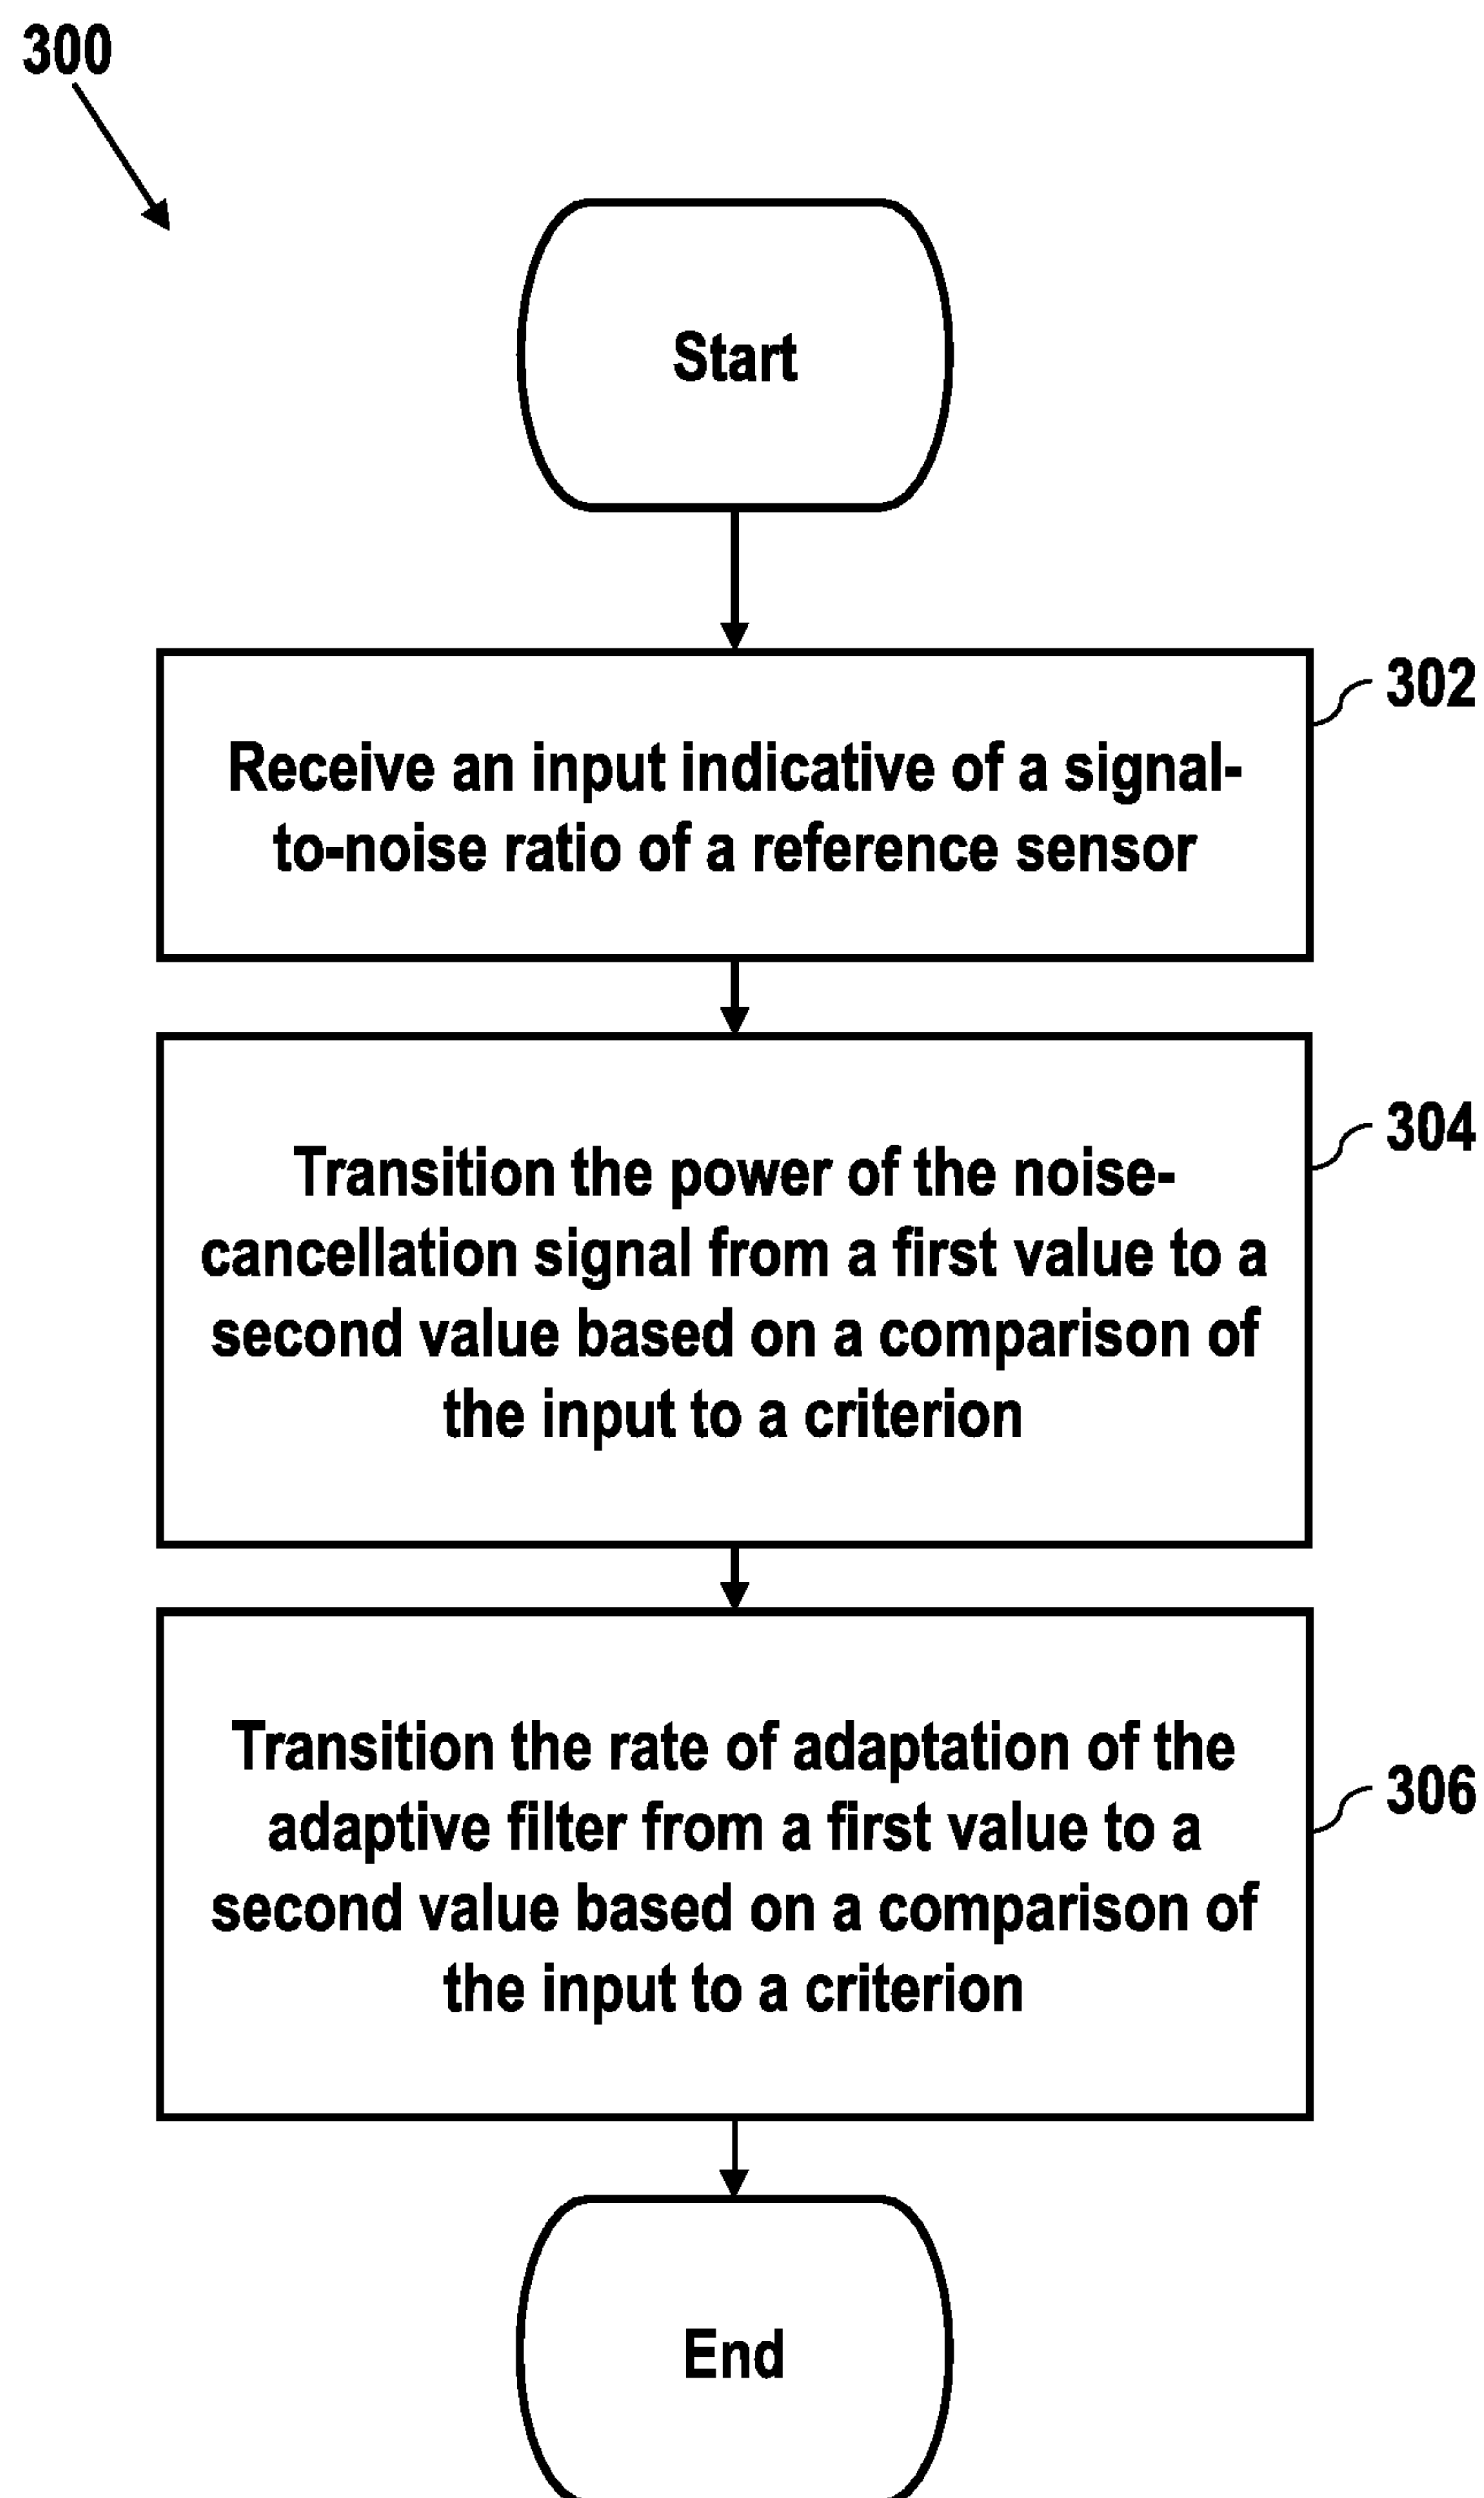 300
Start
302
Receive an input indicative of a signal-
to-noise ratio of a reference sensor
304
Transition the power of the noise-
cancellation signal from a first value to a
second value based on a comparison of
the input to a criterion
Transition the rate of adaptation of the
306
adaptive filter from a first value to a
second value based on a comparison of
the input to a criterion
End